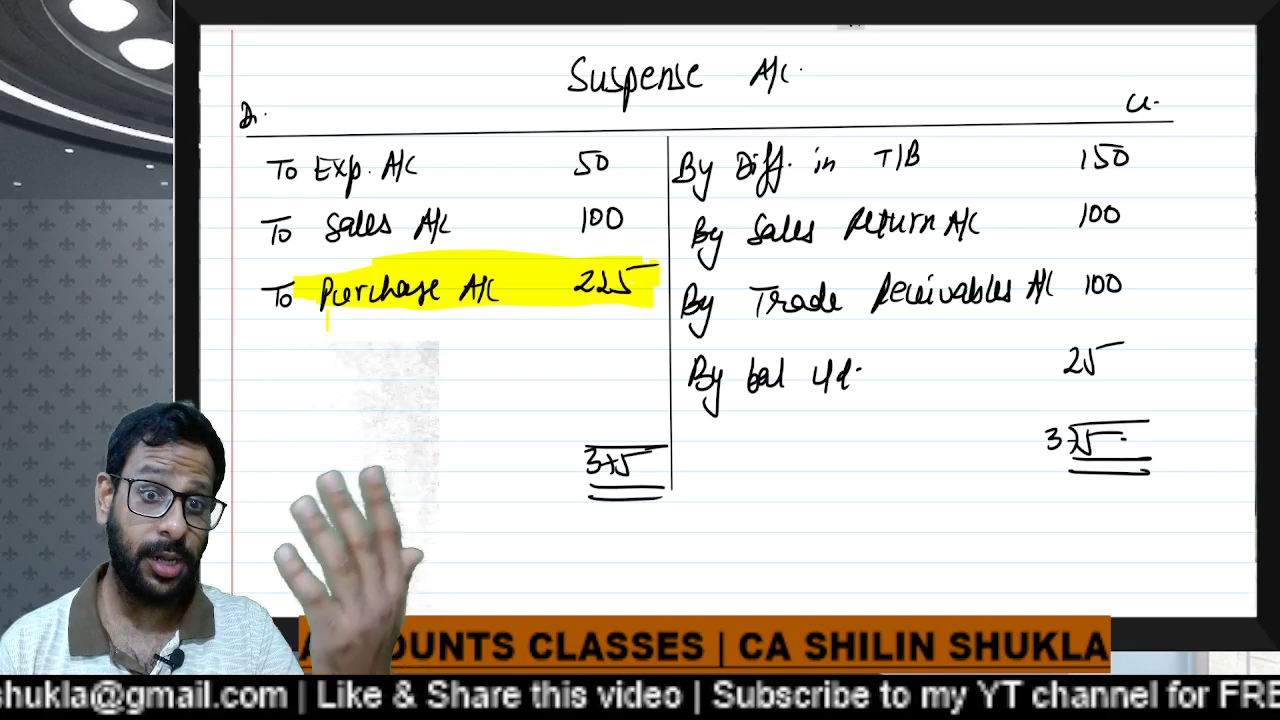 Suspense A/c.
Dr. Cr.
To Exp. A/c 50 By Diff. in T/B 150
To Sales A/c 100 By Sales Return A/c 100
To Purchase A/c 225 By Trade Receivables A/c 100
By bal c/d. 25
375 375
OUNTS CLASSES | CA SHILIN SHUKLA
shukla@gmail.com | Like & Share this video | Subscribe to my YT channel for FRE